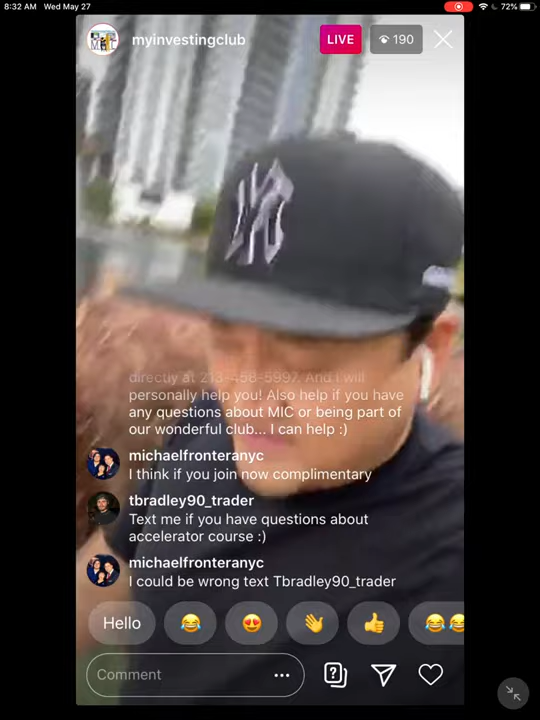 8:32 AM Wed May 27
72%
myinvestingclub
LIVE
190
NY
directly at 213-458-5997. And I will
personally help you! Also help if you have
any questions about MIC or being part of
our wonderful club... I can help :)
michaelfronteranyc
I think if you join now complimentary
tbradley90_trader
Text me if you have questions about
accelerator course :)
michaelfronteranyc
I could be wrong text Tbradley90_trader
Hello
Comment